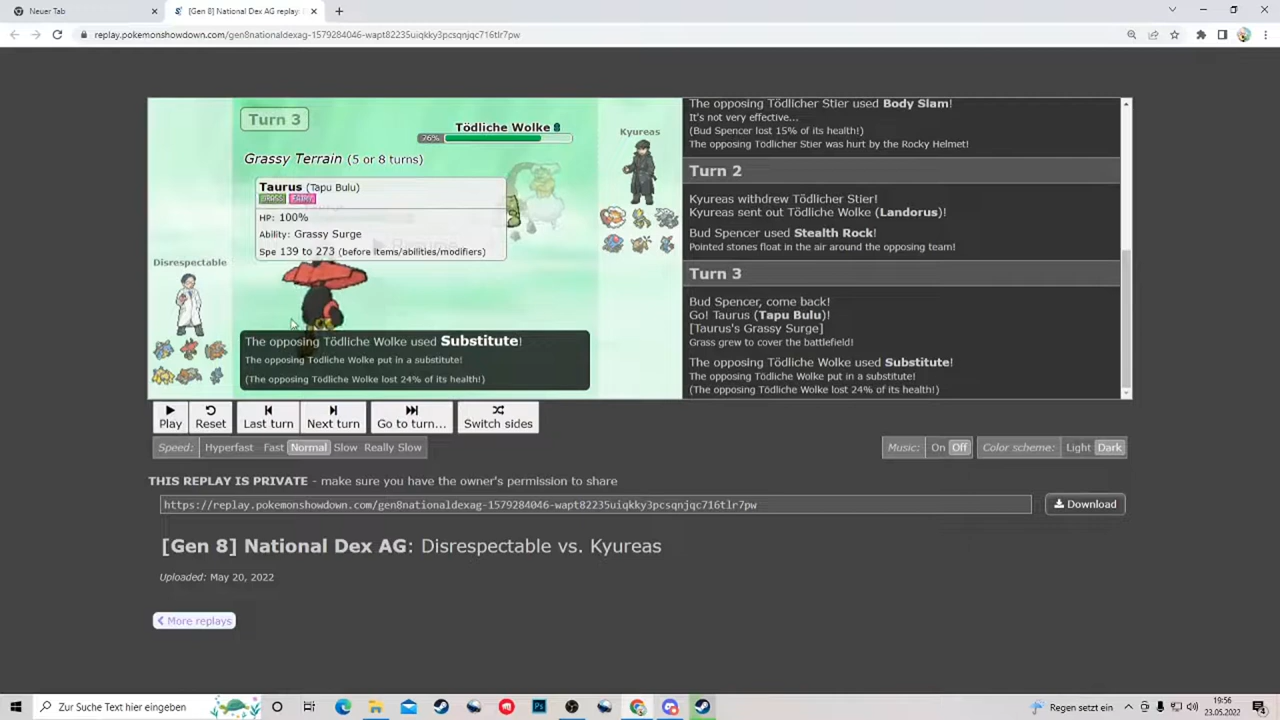 Neuer Tab
[Gen 8] National Dex AG replay:
replay.pokemonshowdown.com/gen8nationaldexag-1579284046-wapt82235uiqkky3pcsqnjqc716tlr7pw
Turn 3
Tödliche Wolke
76%
Grassy Terrain (5 or 8 turns)
Taurus (Tapu Bulu)
GRASS FAIRY
HP: 100%
Ability: Grassy Surge
Spe 139 to 273 (before items/abilities/modifiers)
Kyureas
Disrespectable
The opposing Tödliche Wolke used Substitute!
The opposing Tödliche Wolke put in a substitute!
(The opposing Tödliche Wolke lost 24% of its health!)
The opposing Tödlicher Stier used Body Slam!
It's not very effective...
(Bud Spencer lost 15% of its health!)
The opposing Tödlicher Stier was hurt by the Rocky Helmet!
Turn 2
Kyureas withdrew Tödlicher Stier!
Kyureas sent out Tödliche Wolke (Landorus)!
Bud Spencer used Stealth Rock!
Pointed stones float in the air around the opposing team!
Turn 3
Bud Spencer, come back!
Go! Taurus (Tapu Bulu)!
[Taurus's Grassy Surge]
Grass grew to cover the battlefield!
The opposing Tödliche Wolke used Substitute!
The opposing Tödliche Wolke put in a substitute!
(The opposing Tödliche Wolke lost 24% of its health!)
Play Reset Last turn Next turn Go to turn... Switch sides
Speed: Hyperfast Fast Normal Slow Really Slow
Music: On Off Color scheme: Light Dark
THIS REPLAY IS PRIVATE - make sure you have the owner's permission to share
https://replay.pokemonshowdown.com/gen8nationaldexag-1579284046-wapt82235uiqkky3pcsqnjqc716tlr7pw
Download
[Gen 8] National Dex AG: Disrespectable vs. Kyureas
Uploaded: May 20, 2022
More replays
Zur Suche Text hier eingeben
Ps
Regen setzt ein
19:56
23.05.2022